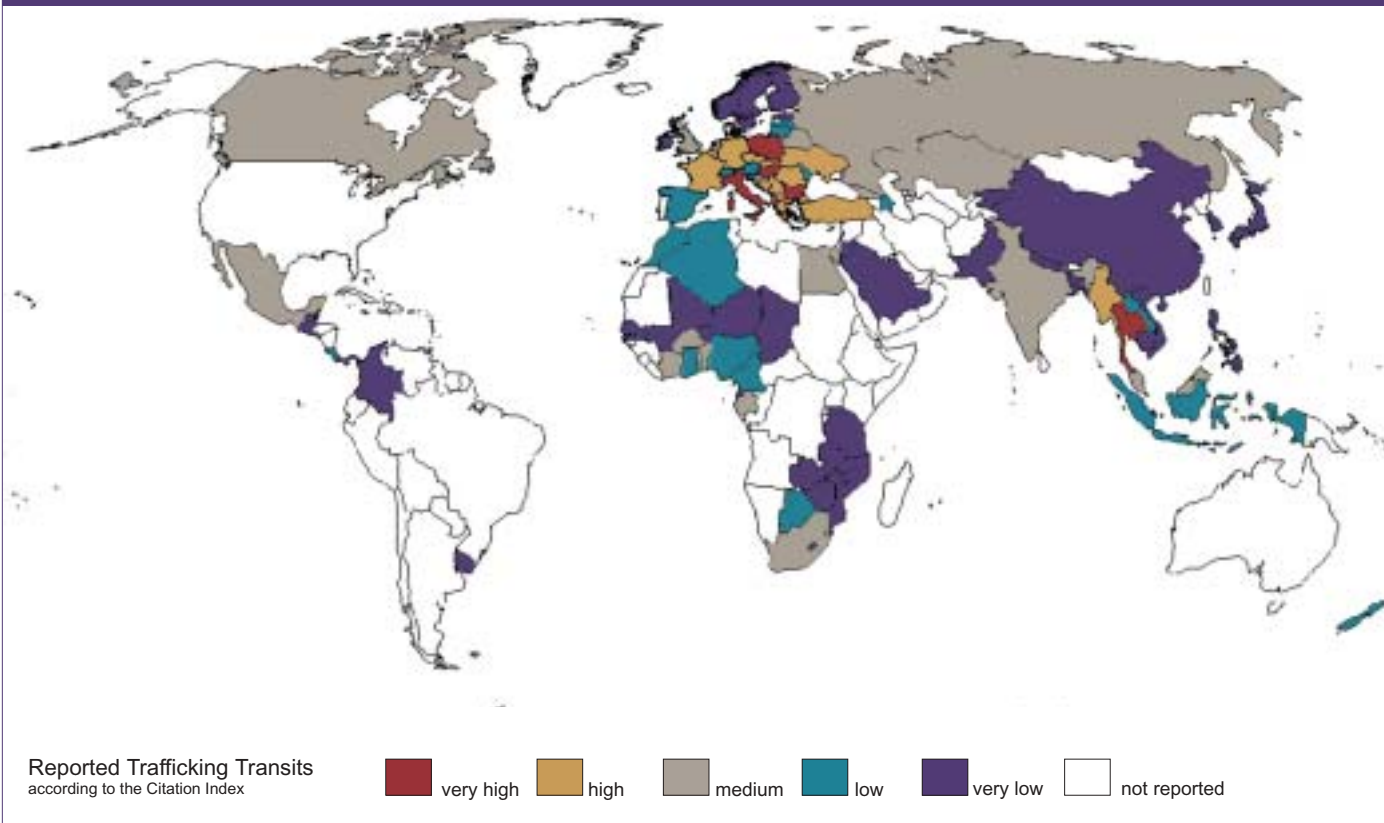 Reported Trafficking Transits
according to the Citation Index
very high
high
medium
low
very low
not reported